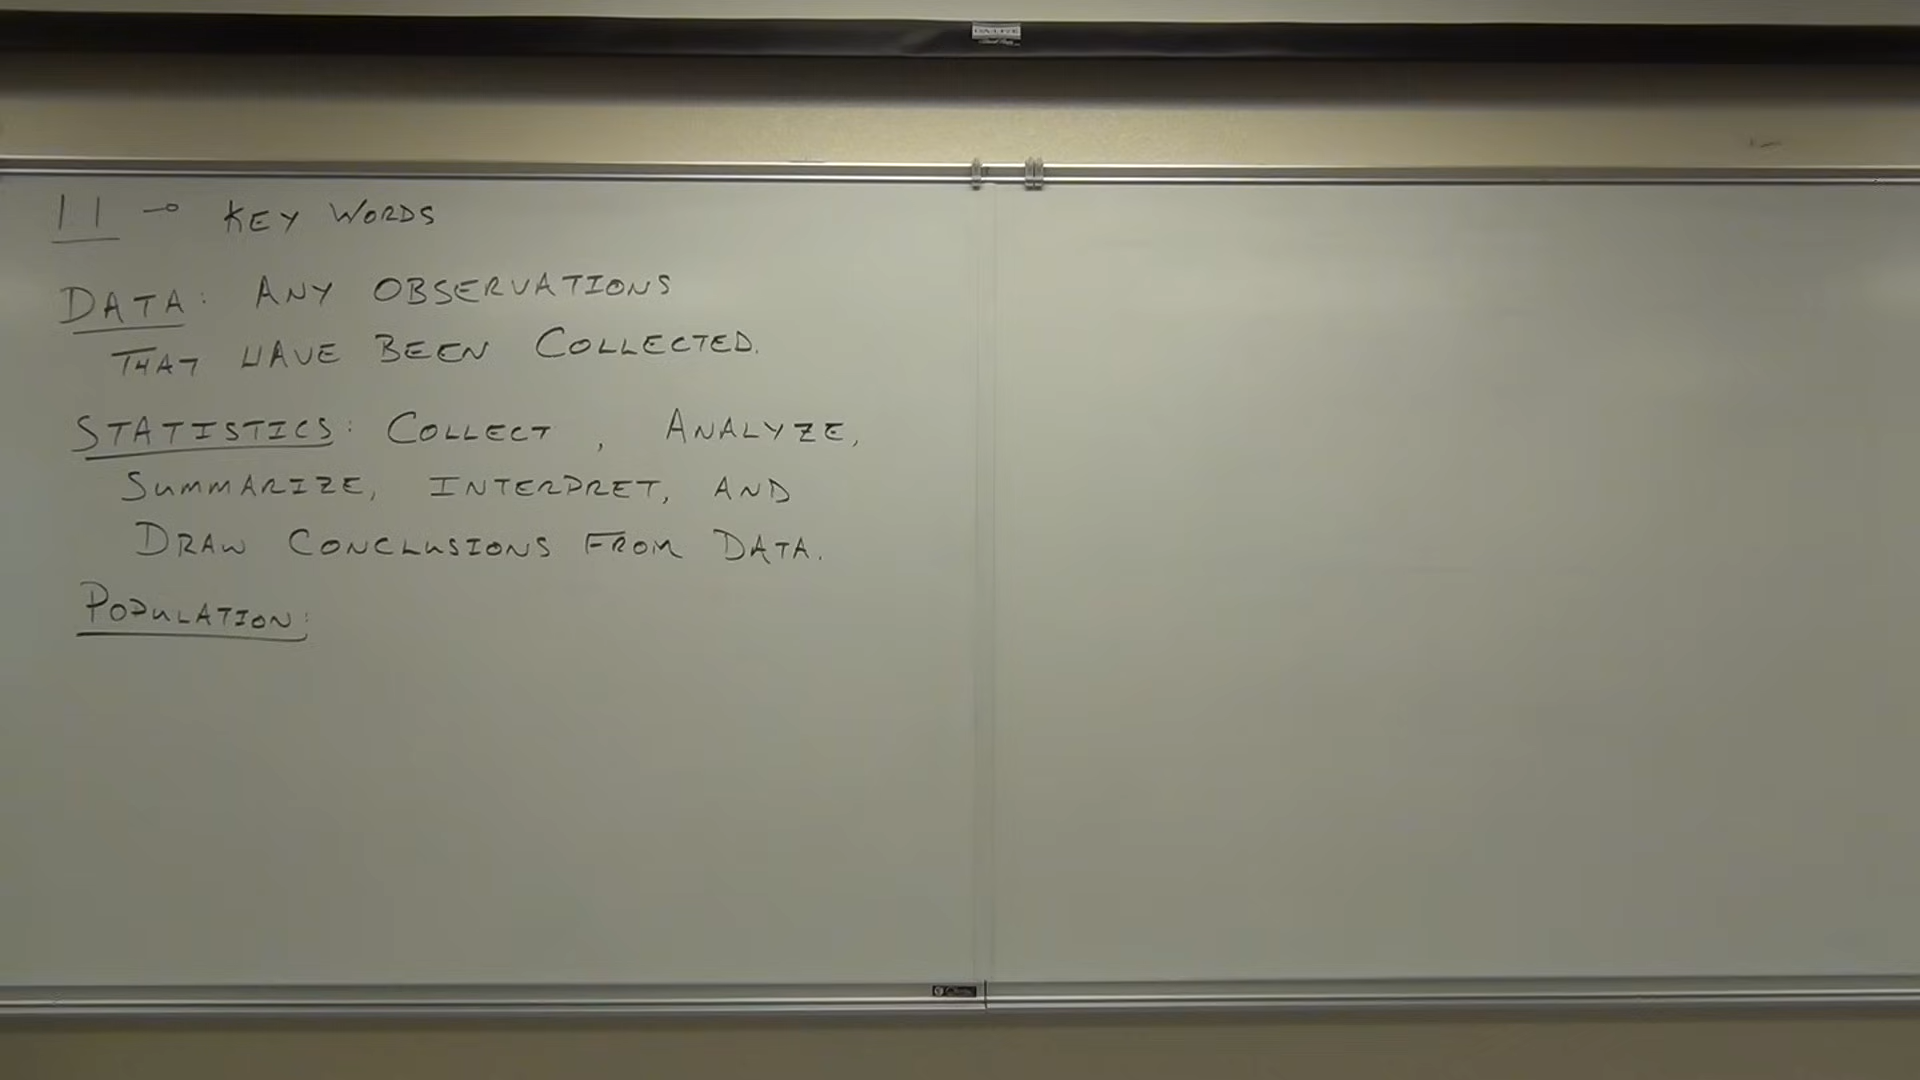 1.1 → KEY WORDS
DATA: ANY OBSERVATIONS
THAT HAVE BEEN COLLECTED.
STATISTICS: COLLECT, ANALYZE,
SUMMARIZE, INTERPRET, AND
DRAW CONCLUSIONS FROM DATA.
POPULATION: